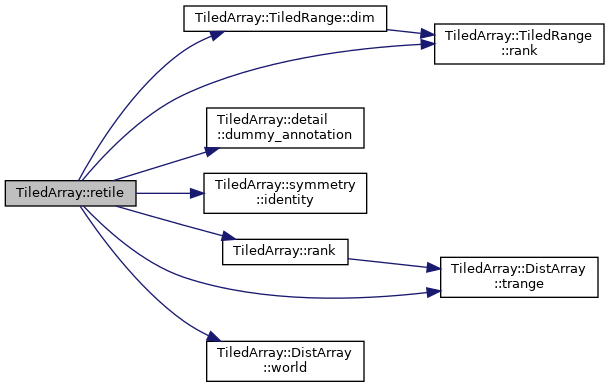 TiledArray::TiledRange::dim
TiledArray::TiledRange
::rank
TiledArray::detail
::dummy_annotation
TiledArray::retile
TiledArray::symmetry
::identity
TiledArray::rank
TiledArray::DistArray
::trange
TiledArray::DistArray
::world